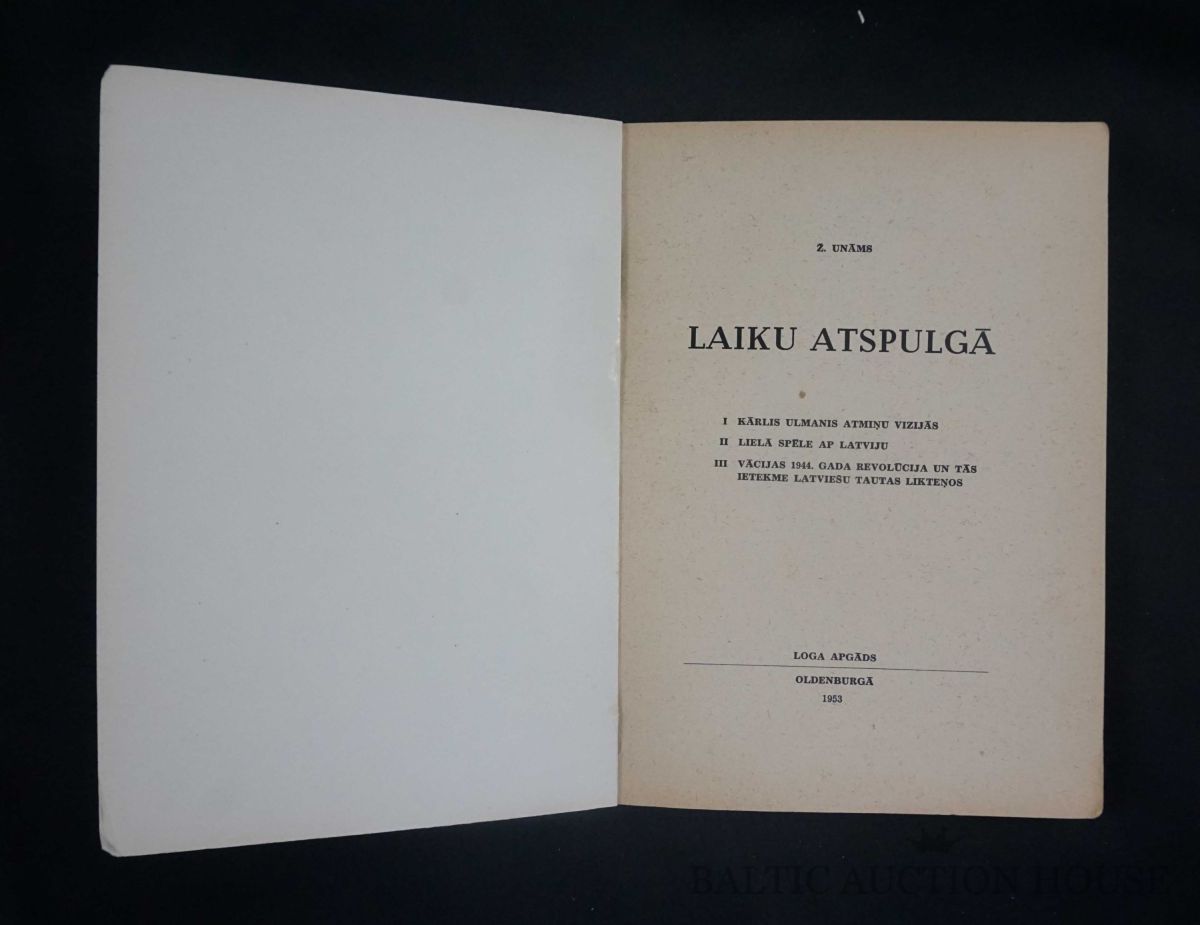 Ž. UNĀMS
LAIKU ATSPULGĀ
I KĀRLIS ULMANIS ATMIŅU VIZIJĀS
II LIELĀ SPĒLE AP LATVIJU
III VĀCIJAS 1944. GADA REVOLŪCIJA UN TĀS
IETEKME LATVIEŠU TAUTAS LIKTEŅOS
LOGA APGĀDS
OLDENBURGĀ
1953
BALTIC AUCTION HOUSE